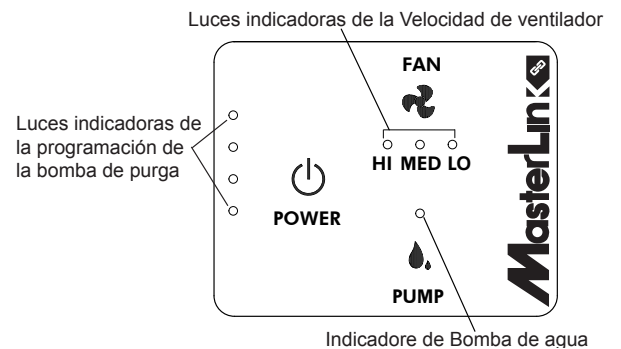 Luces indicadoras de la Velocidad de ventilador
FAN
Luces indicadoras de
la programación de
la bomba de purga
HI MED LO
POWER
PUMP
MasterLink
Indicadore de Bomba de agua